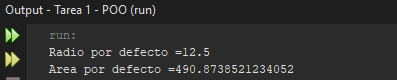 Output - Tarea 1 - POO (run)
run:
Radio por defecto =12.5
Area por defecto =490.8738521234052